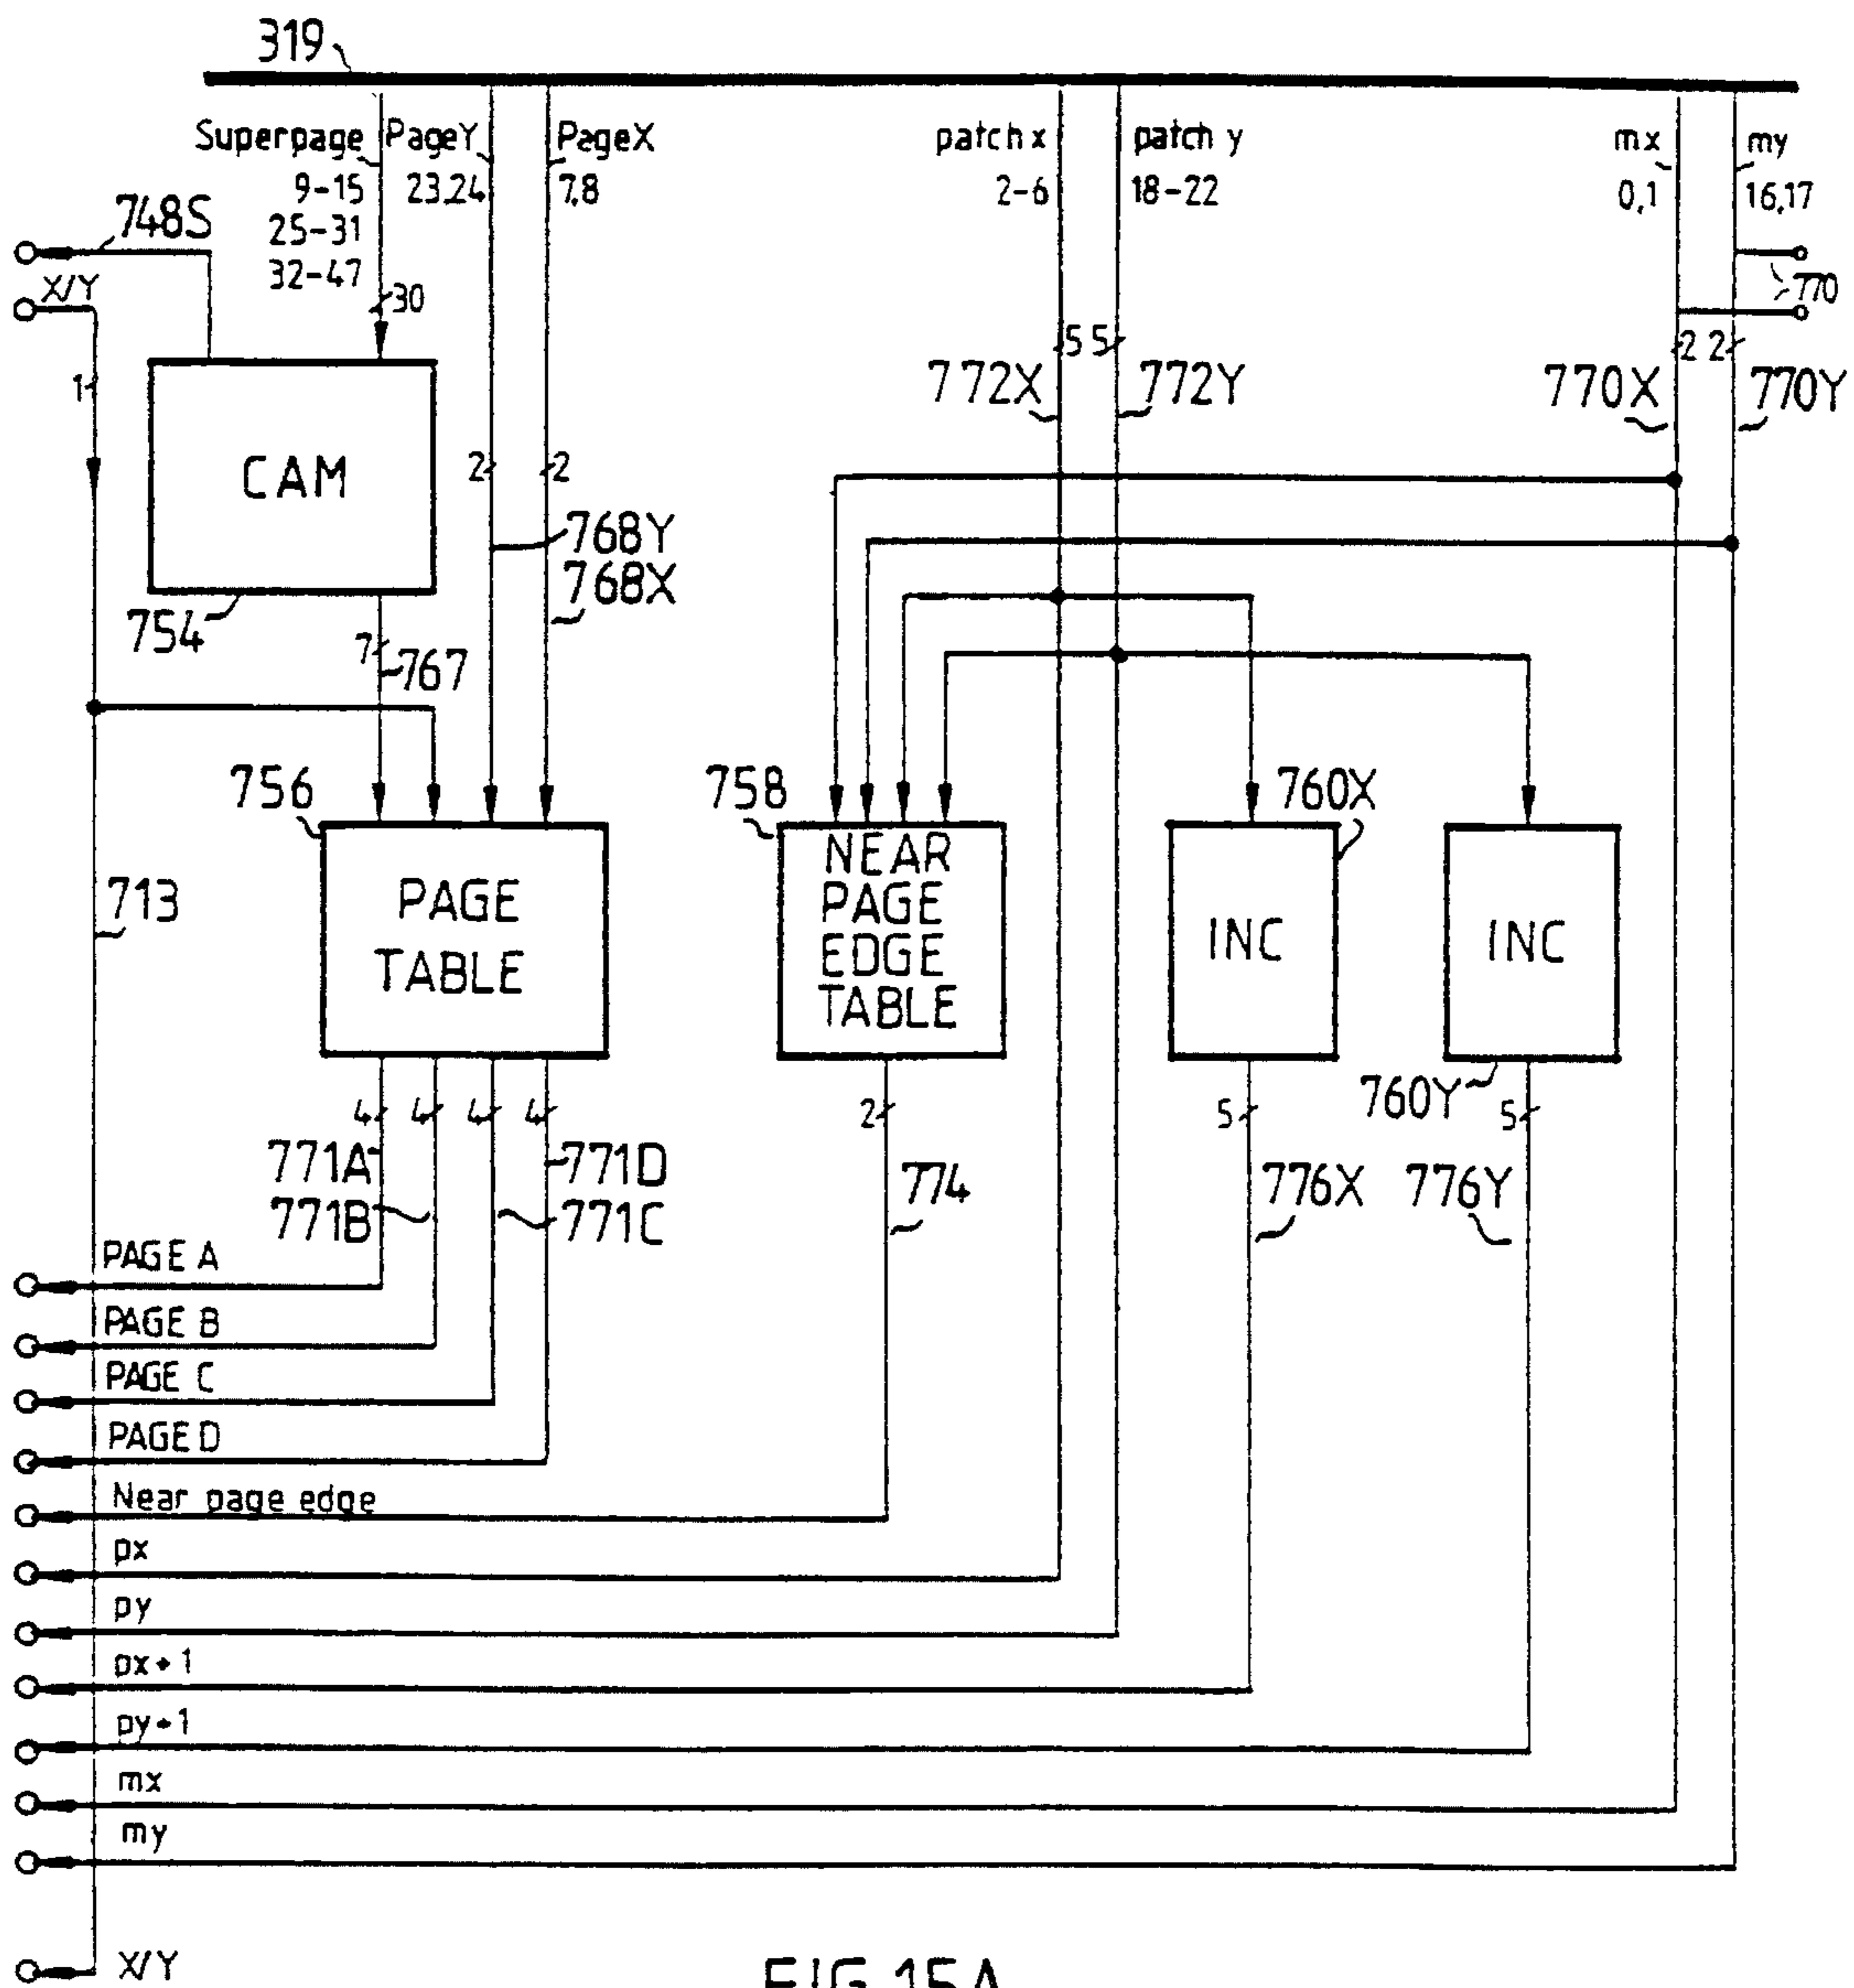 319
Superpage PageY PageX patch x patch y mx my
9-15 23,24 7,8 2-6 18-22 0,1 16,17
748S 25-31
32-47
X/Y 30 770
1 5 5 2 2
772X 772Y 770X 770Y
CAM 2 2
768Y
768X
754 7 767
756 758 760X
713
PAGE
TABLE
NEAR
PAGE
EDGE
TABLE
INC INC
760Y
4 4 4 4 2 5 5
771A 771D 774 776X 776Y
771B 771C
PAGE A
PAGE B
PAGE C
PAGE D
Near page edge
px
py
px+1
py+1
mx
my
X/Y
FIG.15A